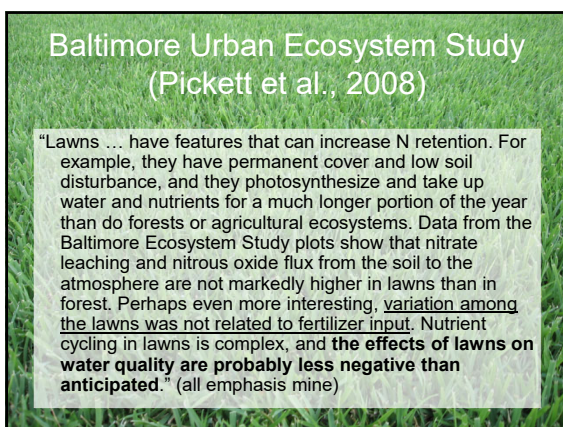 Baltimore Urban Ecosystem Study
(Pickett et al., 2008)
“Lawns … have features that can increase N retention. For
example, they have permanent cover and low soil
disturbance, and they photosynthesize and take up
water and nutrients for a much longer portion of the year
than do forests or agricultural ecosystems. Data from the
Baltimore Ecosystem Study plots show that nitrate
leaching and nitrous oxide flux from the soil to the
atmosphere are not markedly higher in lawns than in
forest. Perhaps even more interesting, variation among
the lawns was not related to fertilizer input. Nutrient
cycling in lawns is complex, and the effects of lawns on
water quality are probably less negative than
anticipated.” (all emphasis mine)